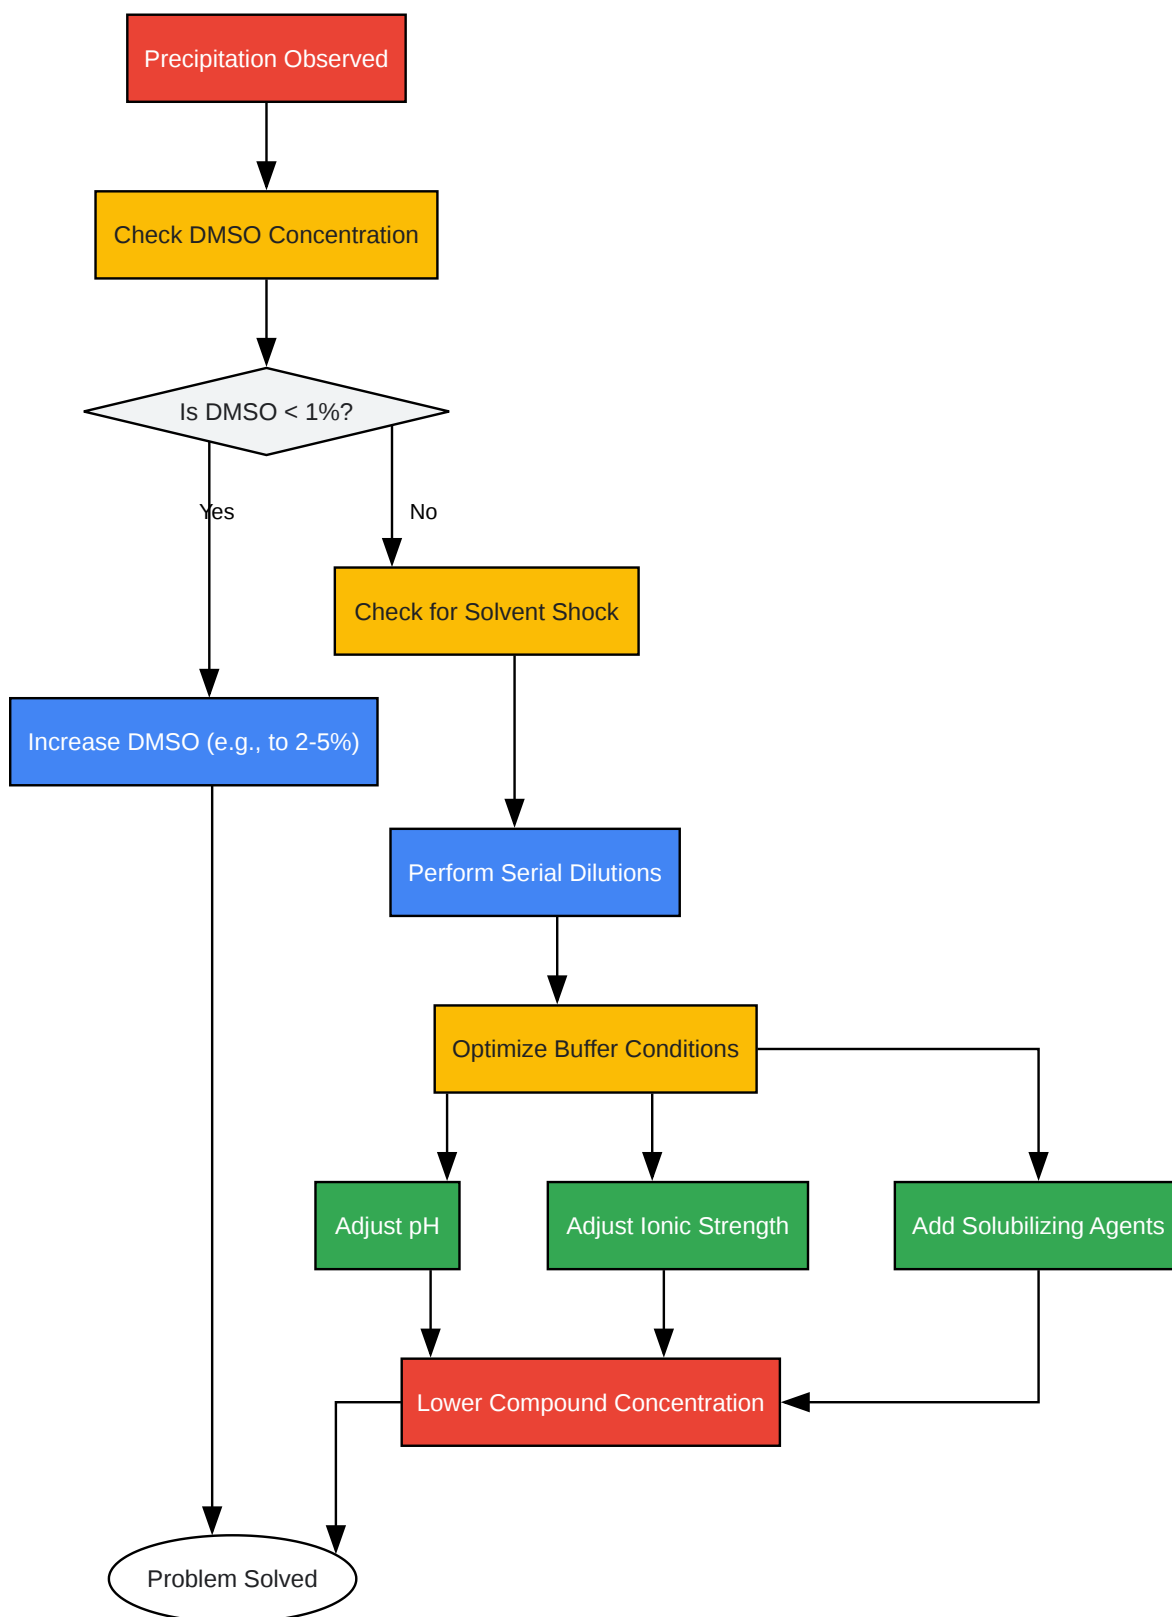 Precipitation Observed
Check DMSO Concentration
Is DMSO < 1%?
Yes
No
Check for Solvent Shock
Increase DMSO (e.g., to 2-5%)
Perform Serial Dilutions
Optimize Buffer Conditions
Adjust pH
Adjust Ionic Strength
Add Solubilizing Agents
Lower Compound Concentration
Problem Solved